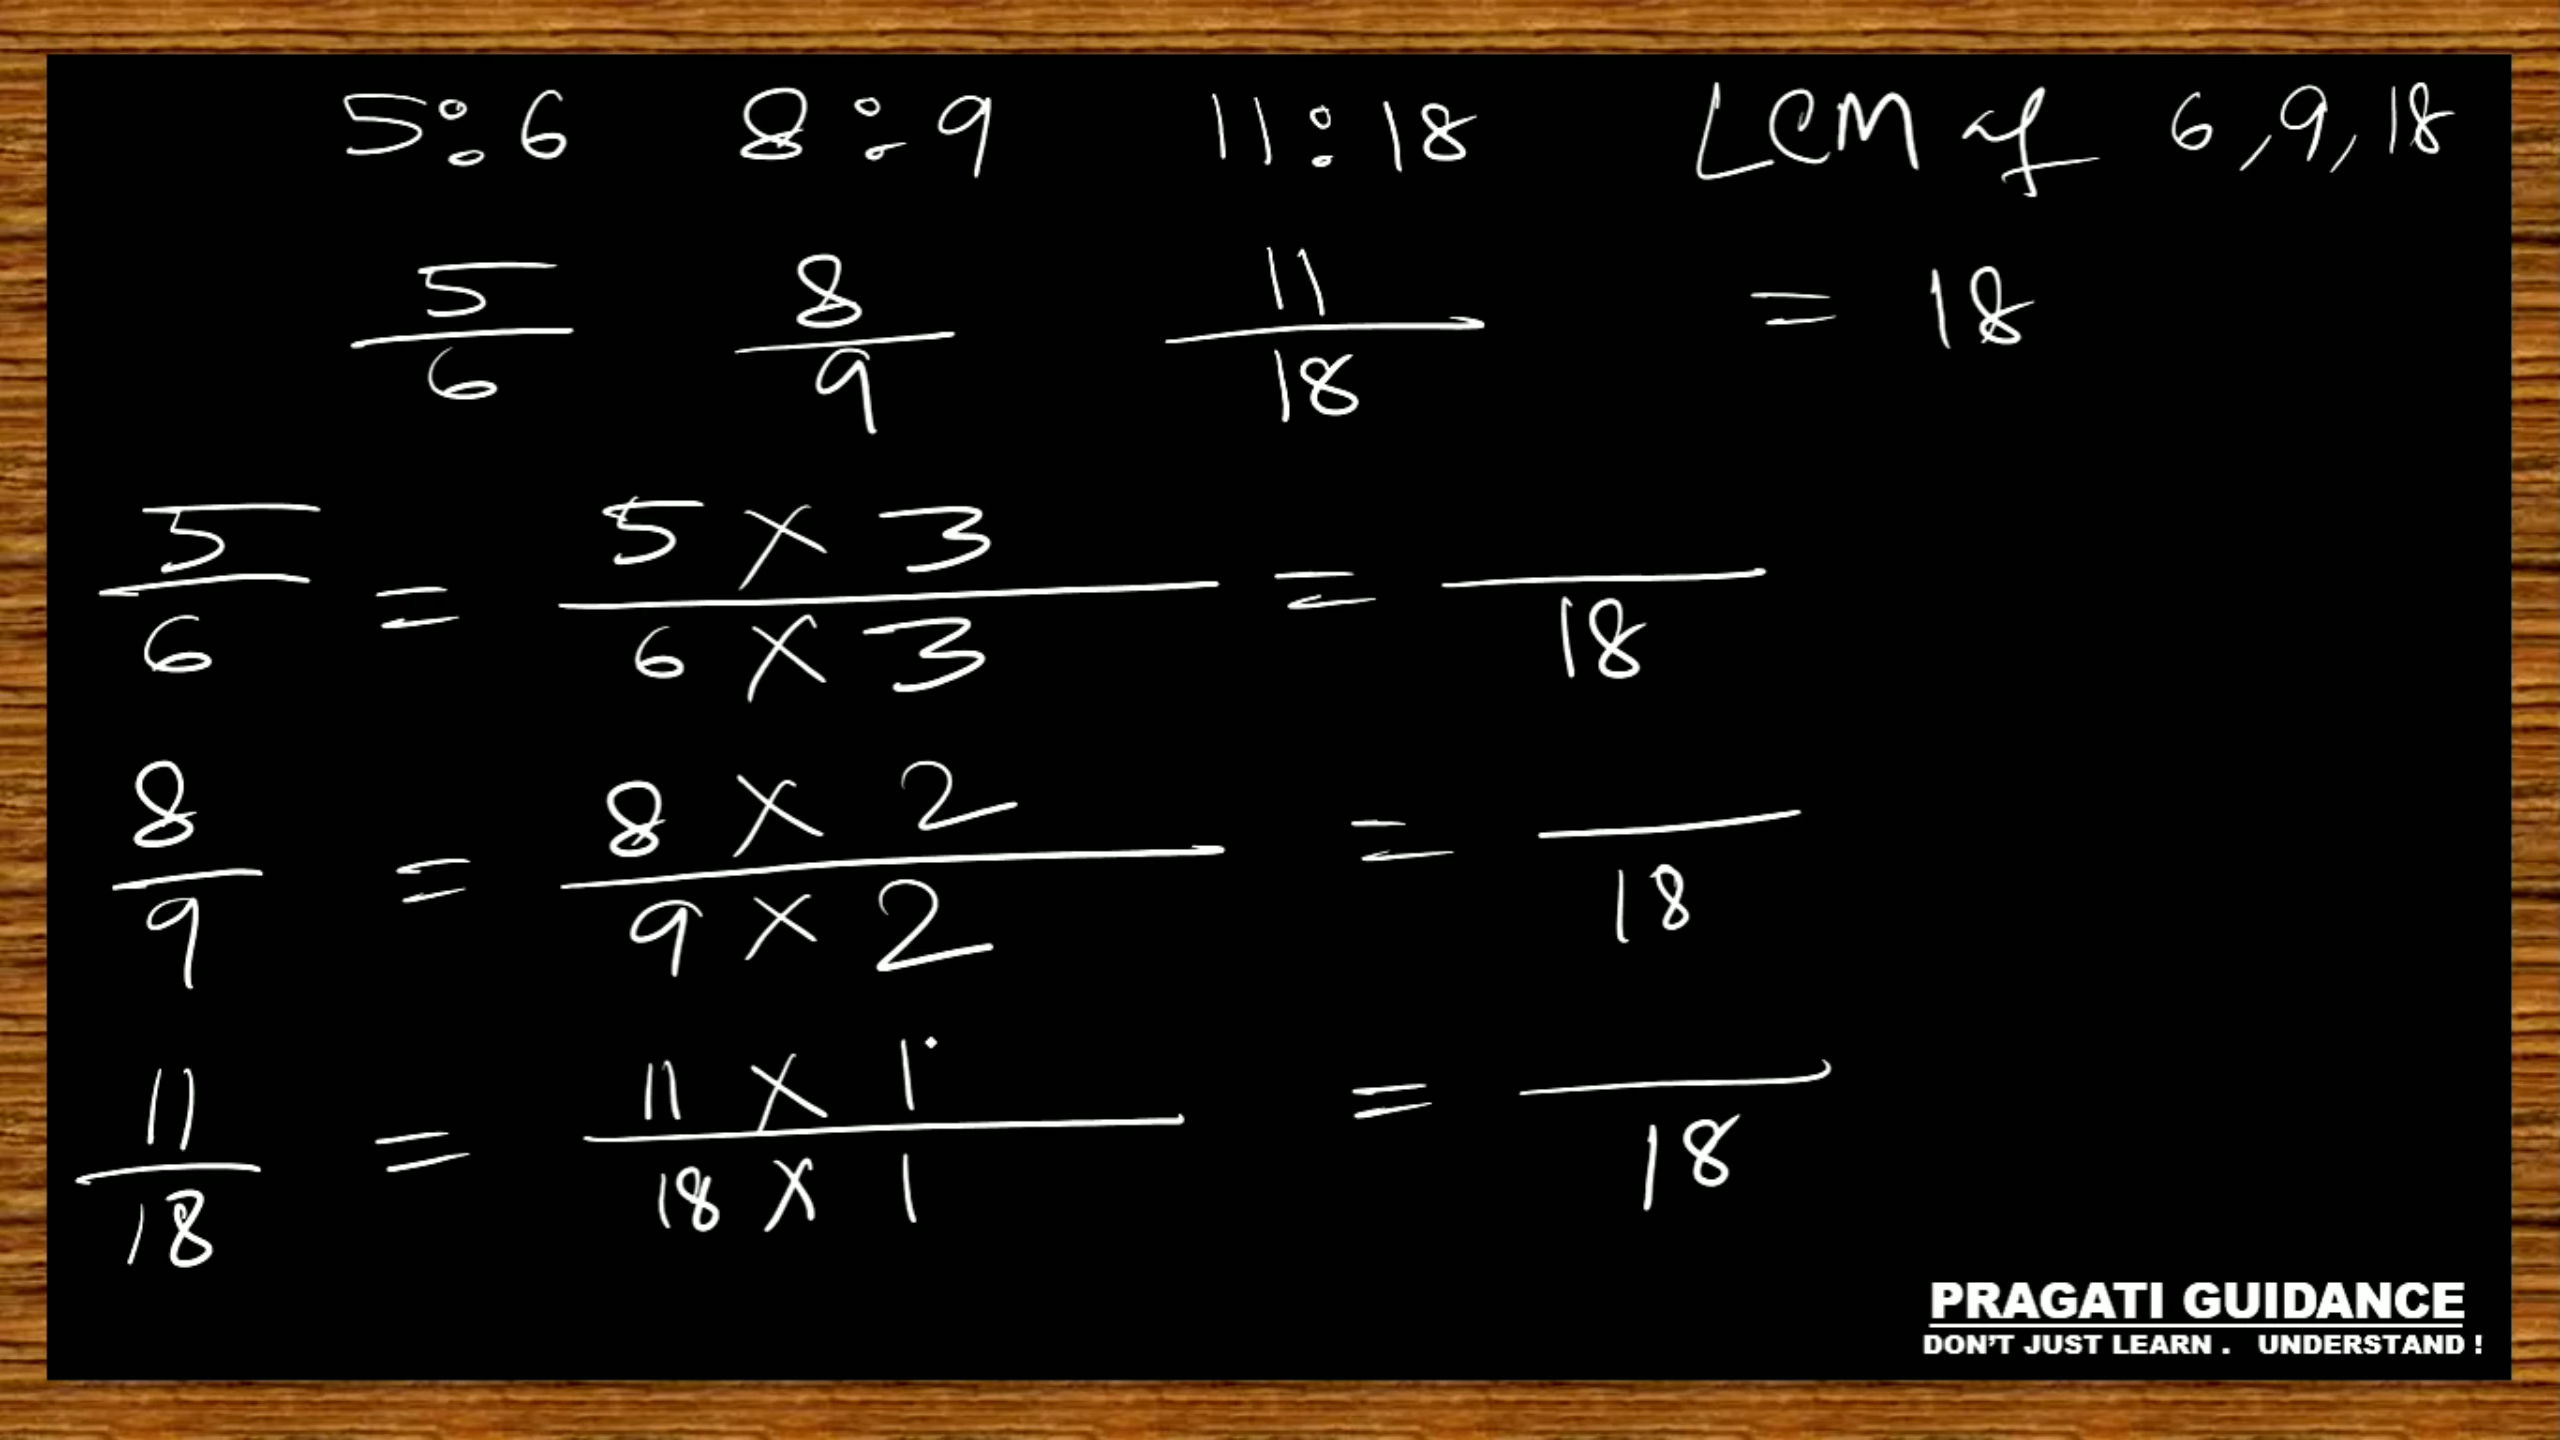 5:6 8:9 11:18 LCM of 6,9,18
5/6 8/9 11/18 = 18
5/6 = 5 X 3 / 6 X 3 = /18
8/9 = 8 X 2 / 9 X 2 = /18
11/18 = 11 X 1 / 18 X 1 = /18
PRAGATI GUIDANCE
DON'T JUST LEARN . UNDERSTAND !